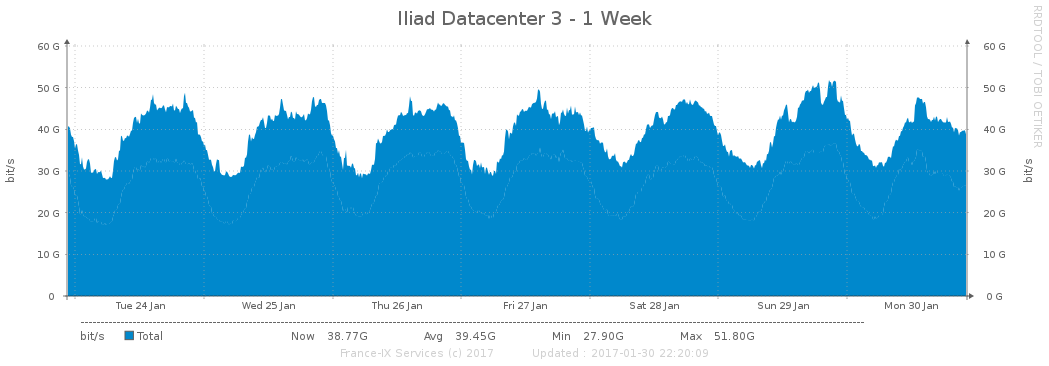 Iliad Datacenter 3 - 1 Week
RRDTOOL / TOBI OETIKER
60 G 60 G
50 G 50 G
40 G 40 G
30 G 30 G
20 G 20 G
10 G 10 G
0 0 G
bit/s bit/s
Tue 24 Jan Wed 25 Jan Thu 26 Jan Fri 27 Jan Sat 28 Jan Sun 29 Jan Mon 30 Jan
bit/s Total Now 38.77G Avg 39.45G Min 27.90G Max 51.80G
France-IX Services (c) 2017 Updated : 2017-01-30 22:20:09